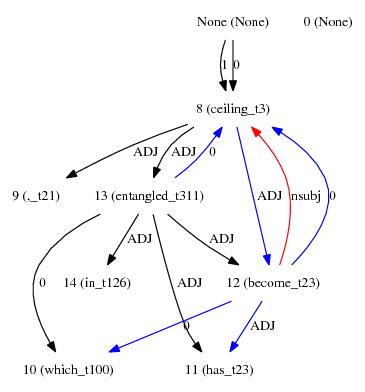 None (None) 0 (None)
1 0
8 (ceiling_t3)
ADJ ADJ 0
9 (,_t21) 13 (entangled_t311) ADJ nsubj 0
ADJ ADJ
0 14 (in_t126) ADJ 12 (become_t23)
0 ADJ
10 (which_t100) 11 (has_t23)